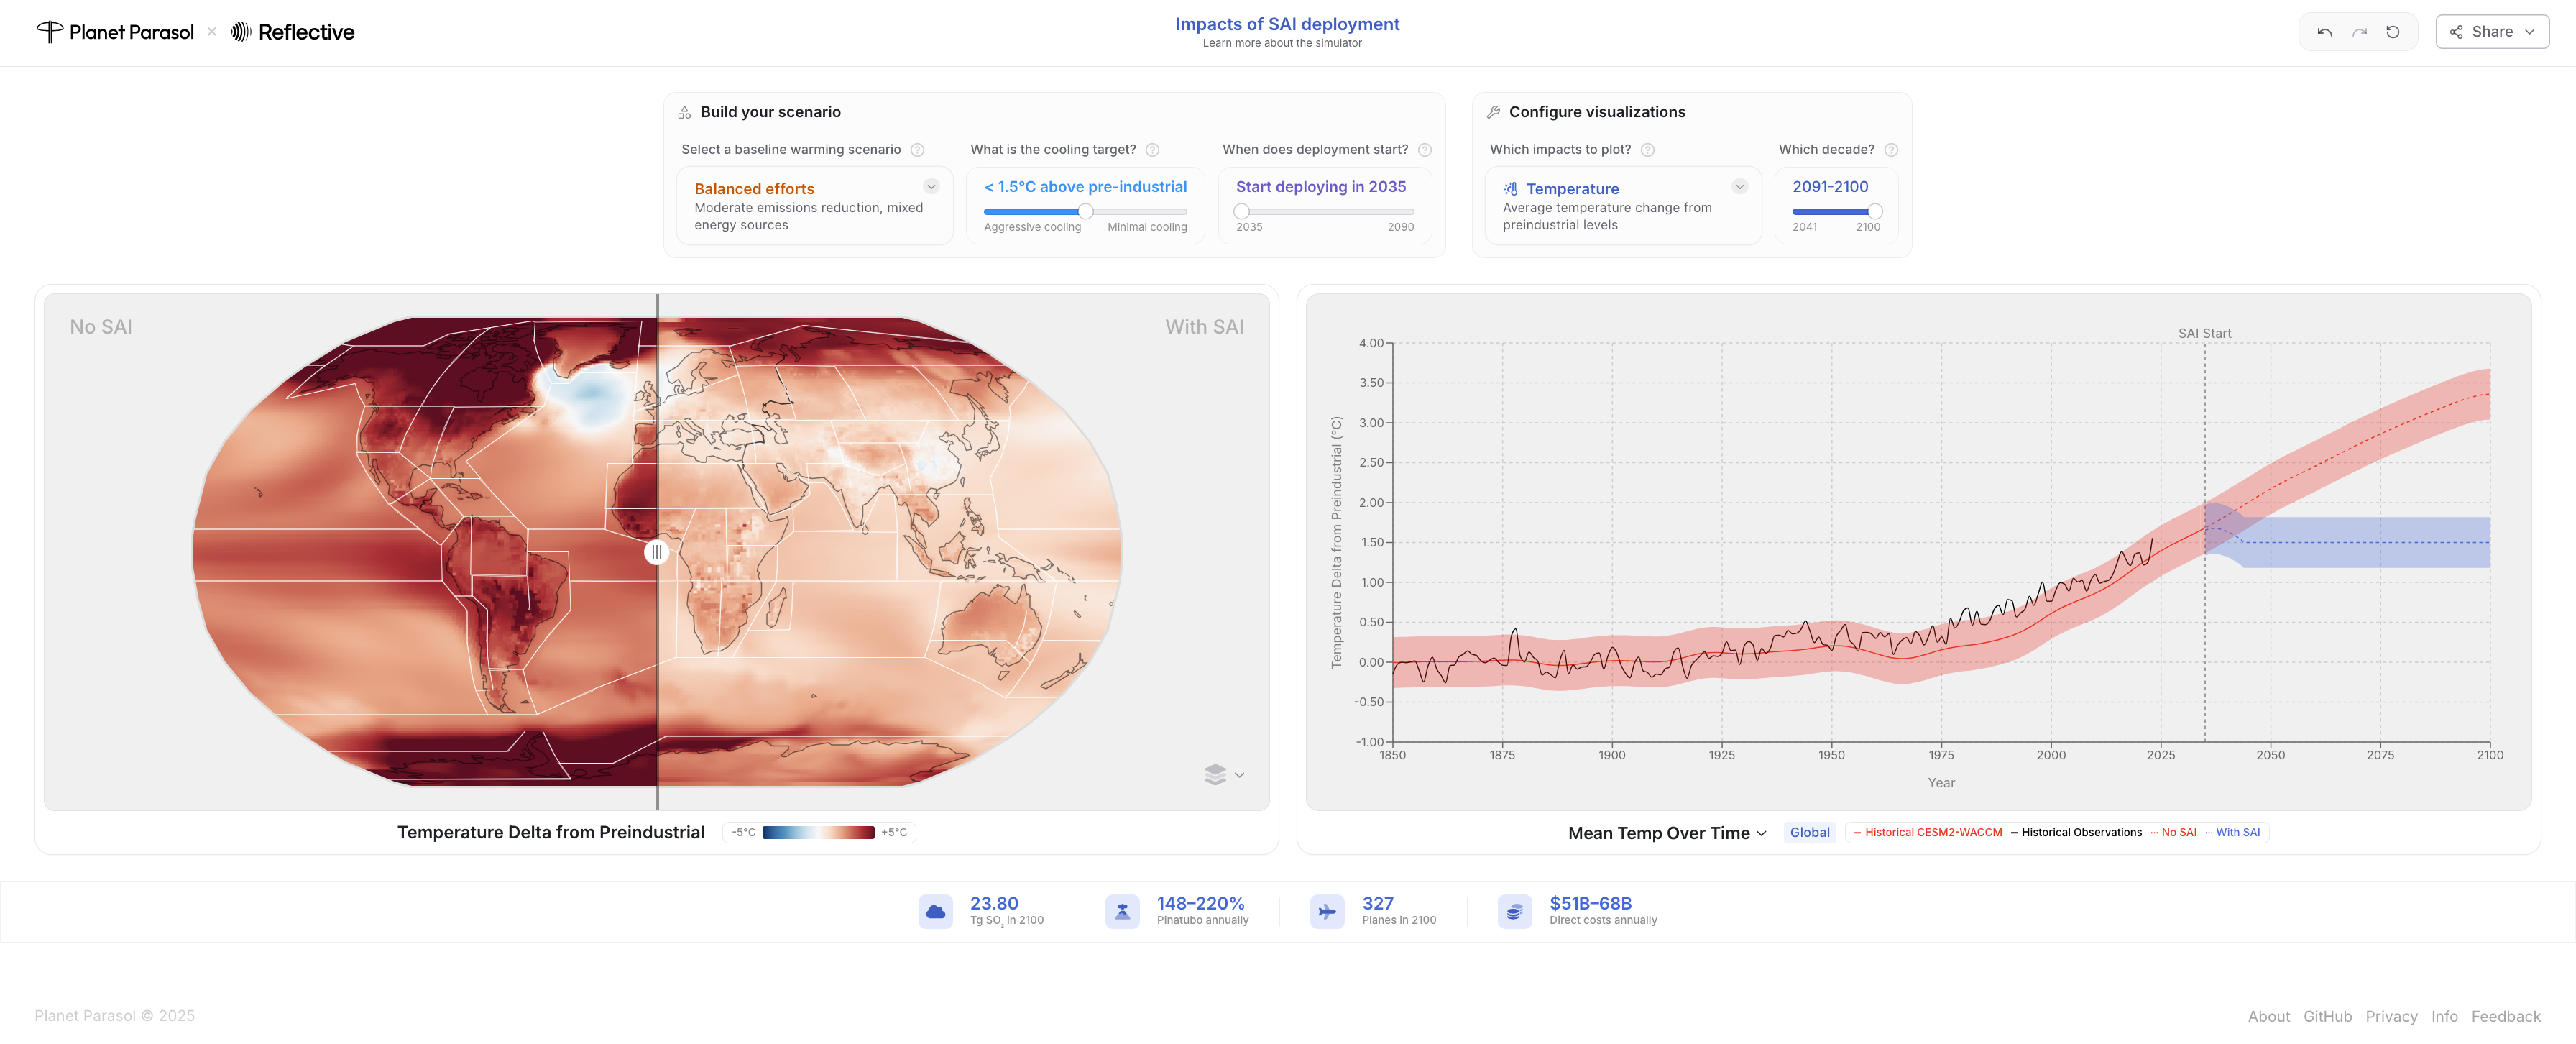 Planet Parasol × Reflective
Impacts of SAI deployment
Learn more about the simulator
Share
Build your scenario
Select a baseline warming scenario
Balanced efforts
Moderate emissions reduction, mixed
energy sources
What is the cooling target?
< 1.5°C above pre-industrial
Aggressive cooling Minimal cooling
When does deployment start?
Start deploying in 2035
2035 2090
Configure visualizations
Which impacts to plot?
Temperature
Average temperature change from
preindustrial levels
Which decade?
2091-2100
2041 2100
No SAI
With SAI
Temperature Delta from Preindustrial
-5°C +5°C
SAI Start
Temperature Delta from Preindustrial (°C)
4.00
3.50
3.00
2.50
2.00
1.50
1.00
0.50
0.00
-0.50
-1.00
1850 1875 1900 1925 1950 1975 2000 2025 2050 2075 2100
Year
Mean Temp Over Time
Global
Historical CESM2-WACCM Historical Observations No SAI With SAI
23.80
Tg SO₂ in 2100
148–220%
Pinatubo annually
327
Planes in 2100
$51B–68B
Direct costs annually
Planet Parasol © 2025
About GitHub Privacy Info Feedback